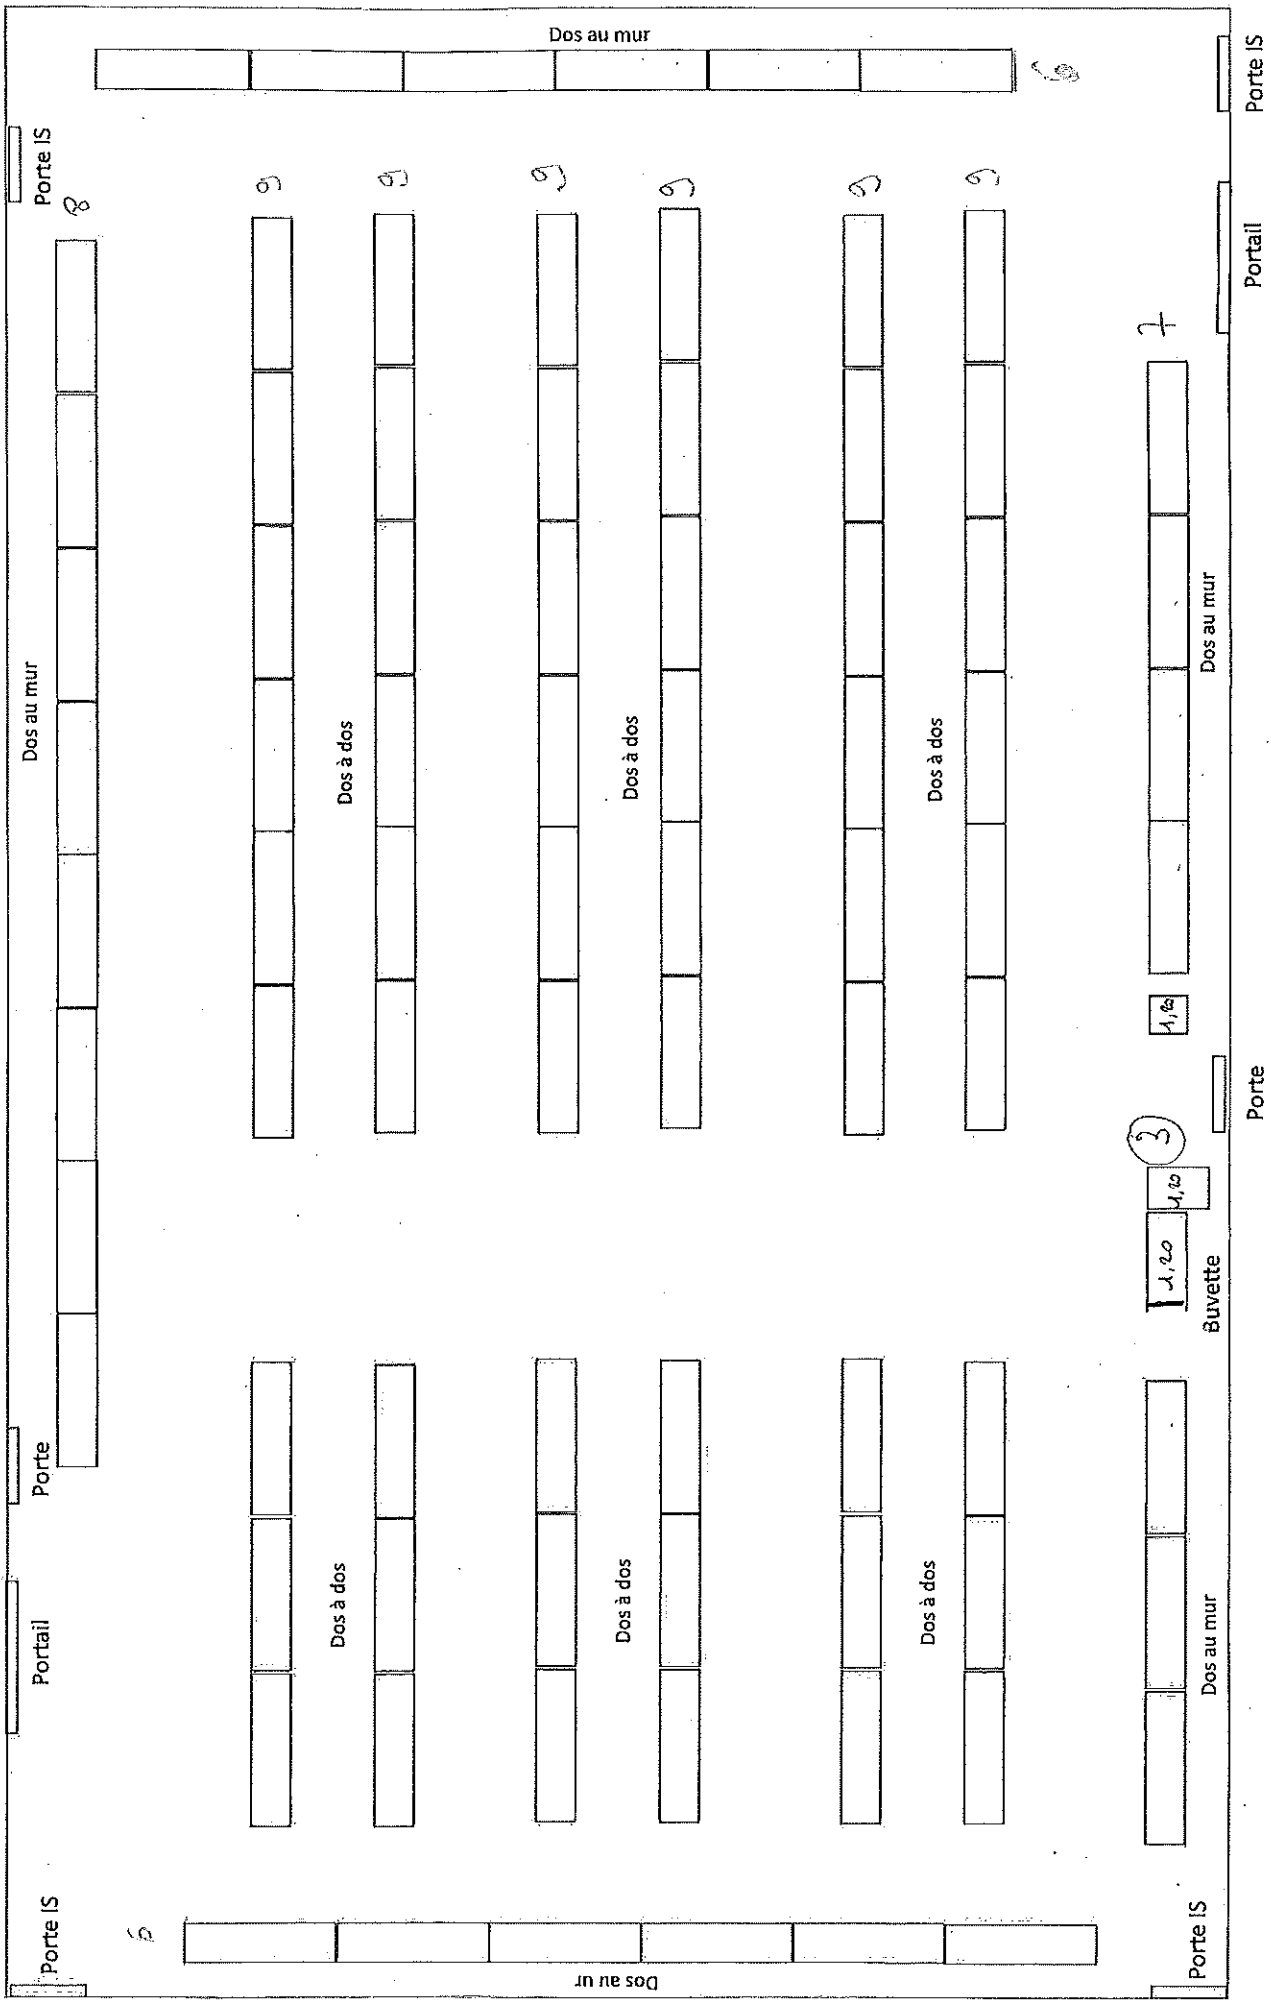 Dos au mur
6
Porte IS
Porte IS
8
9
9
9
9
9
9
Portail
7
Dos au mur
Dos à dos
Dos à dos
Dos à dos
Dos au mur
1,20
Porte
3
1,20
1,20
Buvette
Porte
Portail
Dos à dos
Dos à dos
Dos à dos
Dos au mur
Porte IS
6
Dos au ur
Porte IS